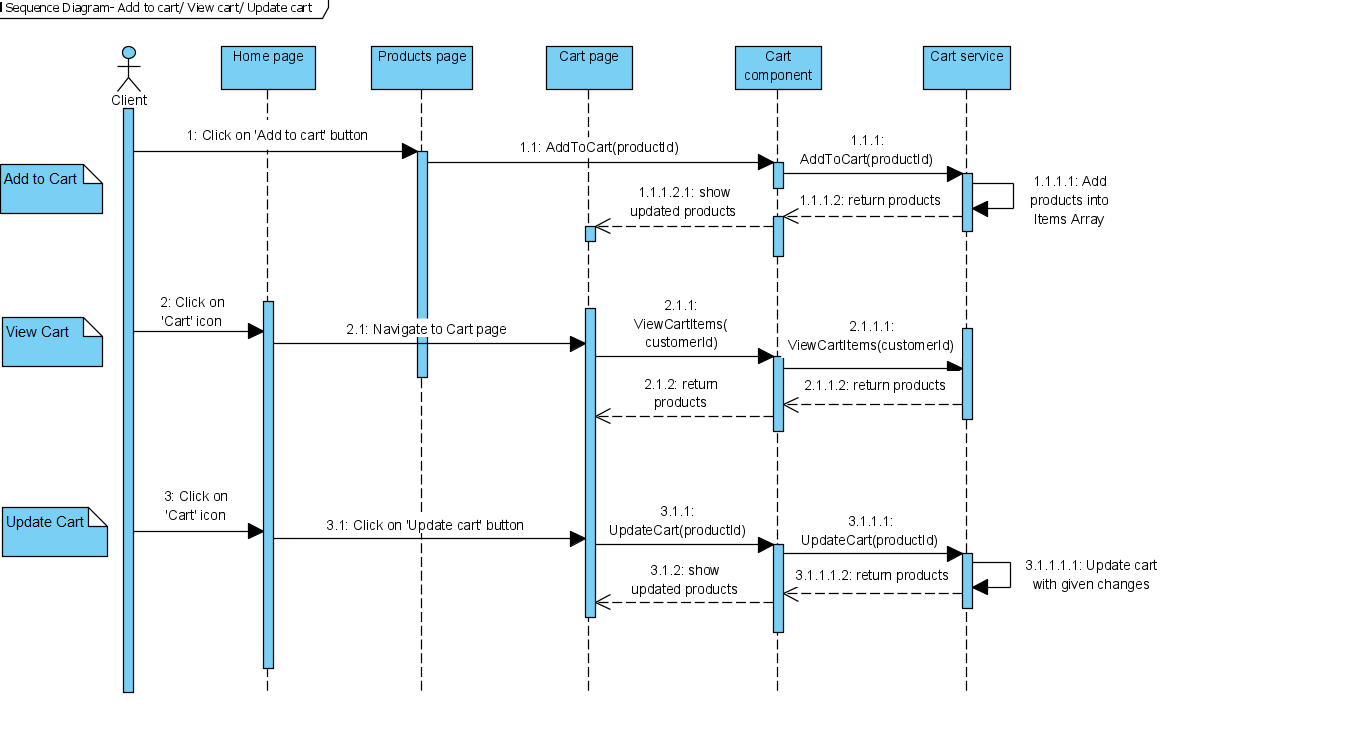 Sequence Diagram- Add to cart/ View cart/ Update cart
Client
Home page
Products page
Cart page
Cart
component
Cart service
Add to Cart
1: Click on 'Add to cart' button
1.1: AddToCart(productId)
1.1.1:
AddToCart(productId)
1.1.1.1: Add
products into
Items Array
1.1.1.2: return products
1.1.1.2.1: show
updated products
View Cart
2: Click on
'Cart' icon
2.1: Navigate to Cart page
2.1.1:
ViewCartItems(
customerId)
2.1.1.1:
ViewCartItems(customerId)
2.1.1.2: return products
2.1.2: return
products
Update Cart
3: Click on
'Cart' icon
3.1: Click on 'Update cart' button
3.1.1:
UpdateCart(productId)
3.1.1.1:
UpdateCart(productId)
3.1.1.1.1: Update cart
with given changes
3.1.1.1.2: return products
3.1.2: show
updated products